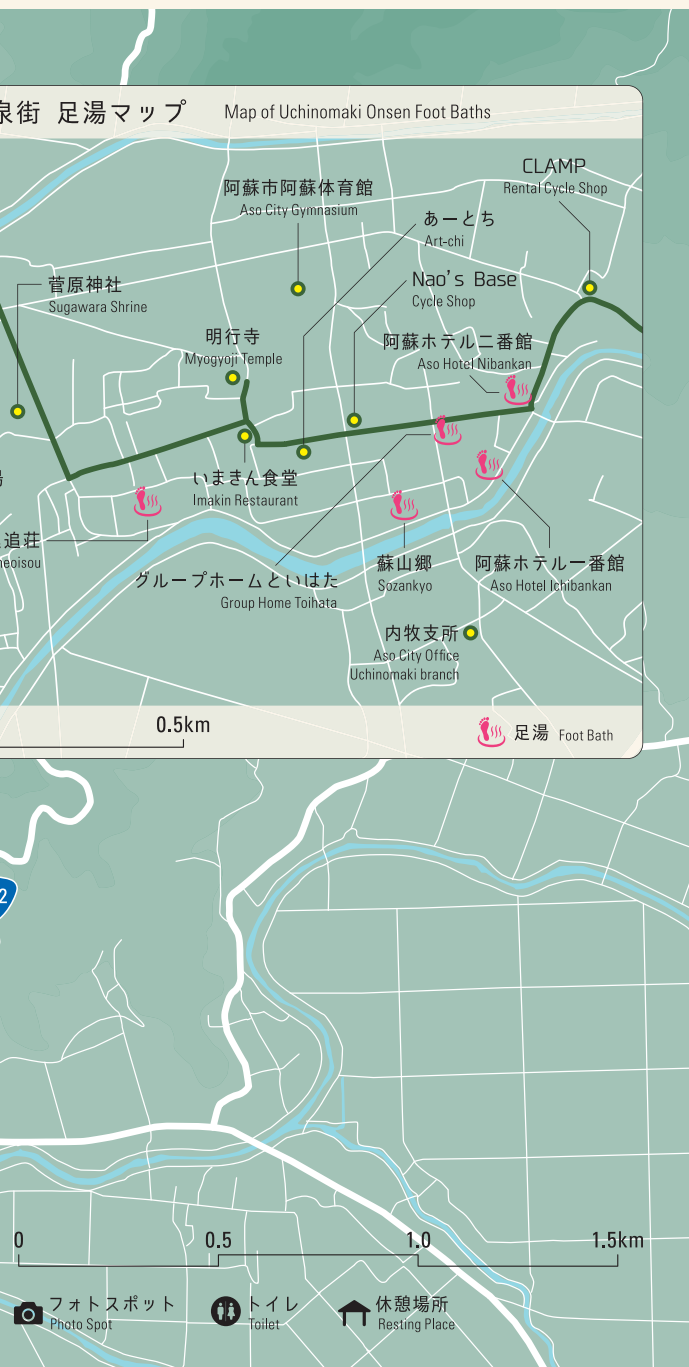 泉街 足湯マップ
Map of Uchinomaki Onsen Foot Baths
CLAMP
Rental Cycle Shop
阿蘇市阿蘇体育館
Aso City Gymnasium
あーとち
Art-chi
菅原神社
Sugawara Shrine
Nao's Base
Cycle Shop
明行寺
Myogyoji Temple
阿蘇ホテル二番館
Aso Hotel Nibankan
いまきん食堂
Imakin Restaurant
追荘
neoisou
グループホームといはた
Group Home Toihata
蘇山郷
Sozankyo
阿蘇ホテル一番館
Aso Hotel Ichibankan
内牧支所
Aso City Office
Uchinomaki branch
0.5km
足湯 Foot Bath
2
0 0.5 1.0 1.5km
フォトスポット
Photo Spot
トイレ
Toilet
休憩場所
Resting Place